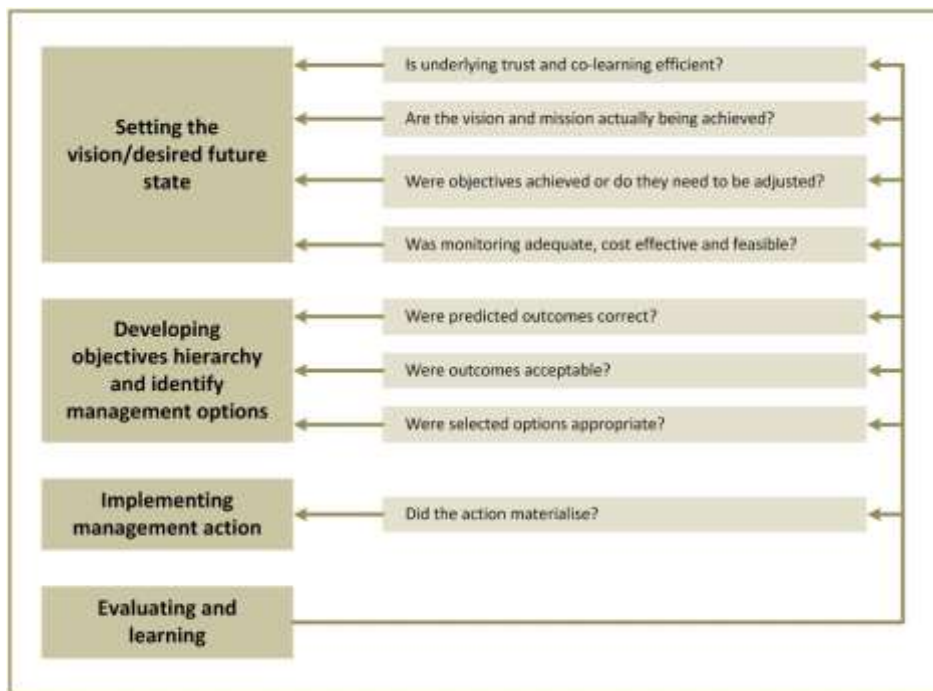 Setting the
vision/desired future
state
Is underlying trust and co-learning efficient?
Are the vision and mission actually being achieved?
Were objectives achieved or do they need to be adjusted?
Was monitoring adequate, cost effective and feasible?
Developing
objectives hierarchy
and identify
management options
Were predicted outcomes correct?
Were outcomes acceptable?
Were selected options appropriate?
Implementing
management action
Did the action materialise?
Evaluating and
learning